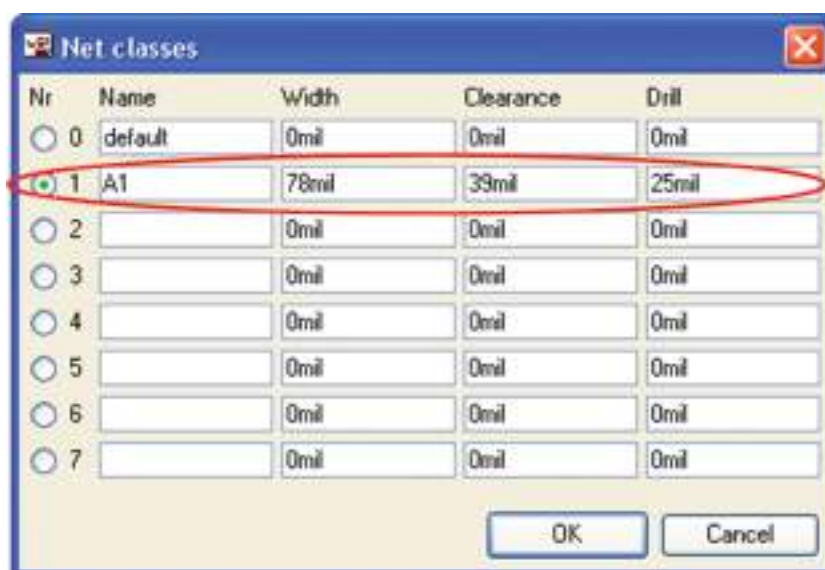 Net classes
Nr Name Width Clearance Drill
0 default 0mil 0mil 0mil
1 A1 78mil 39mil 25mil
2 0mil 0mil 0mil
3 0mil 0mil 0mil
4 0mil 0mil 0mil
5 0mil 0mil 0mil
6 0mil 0mil 0mil
7 0mil 0mil 0mil
OK Cancel